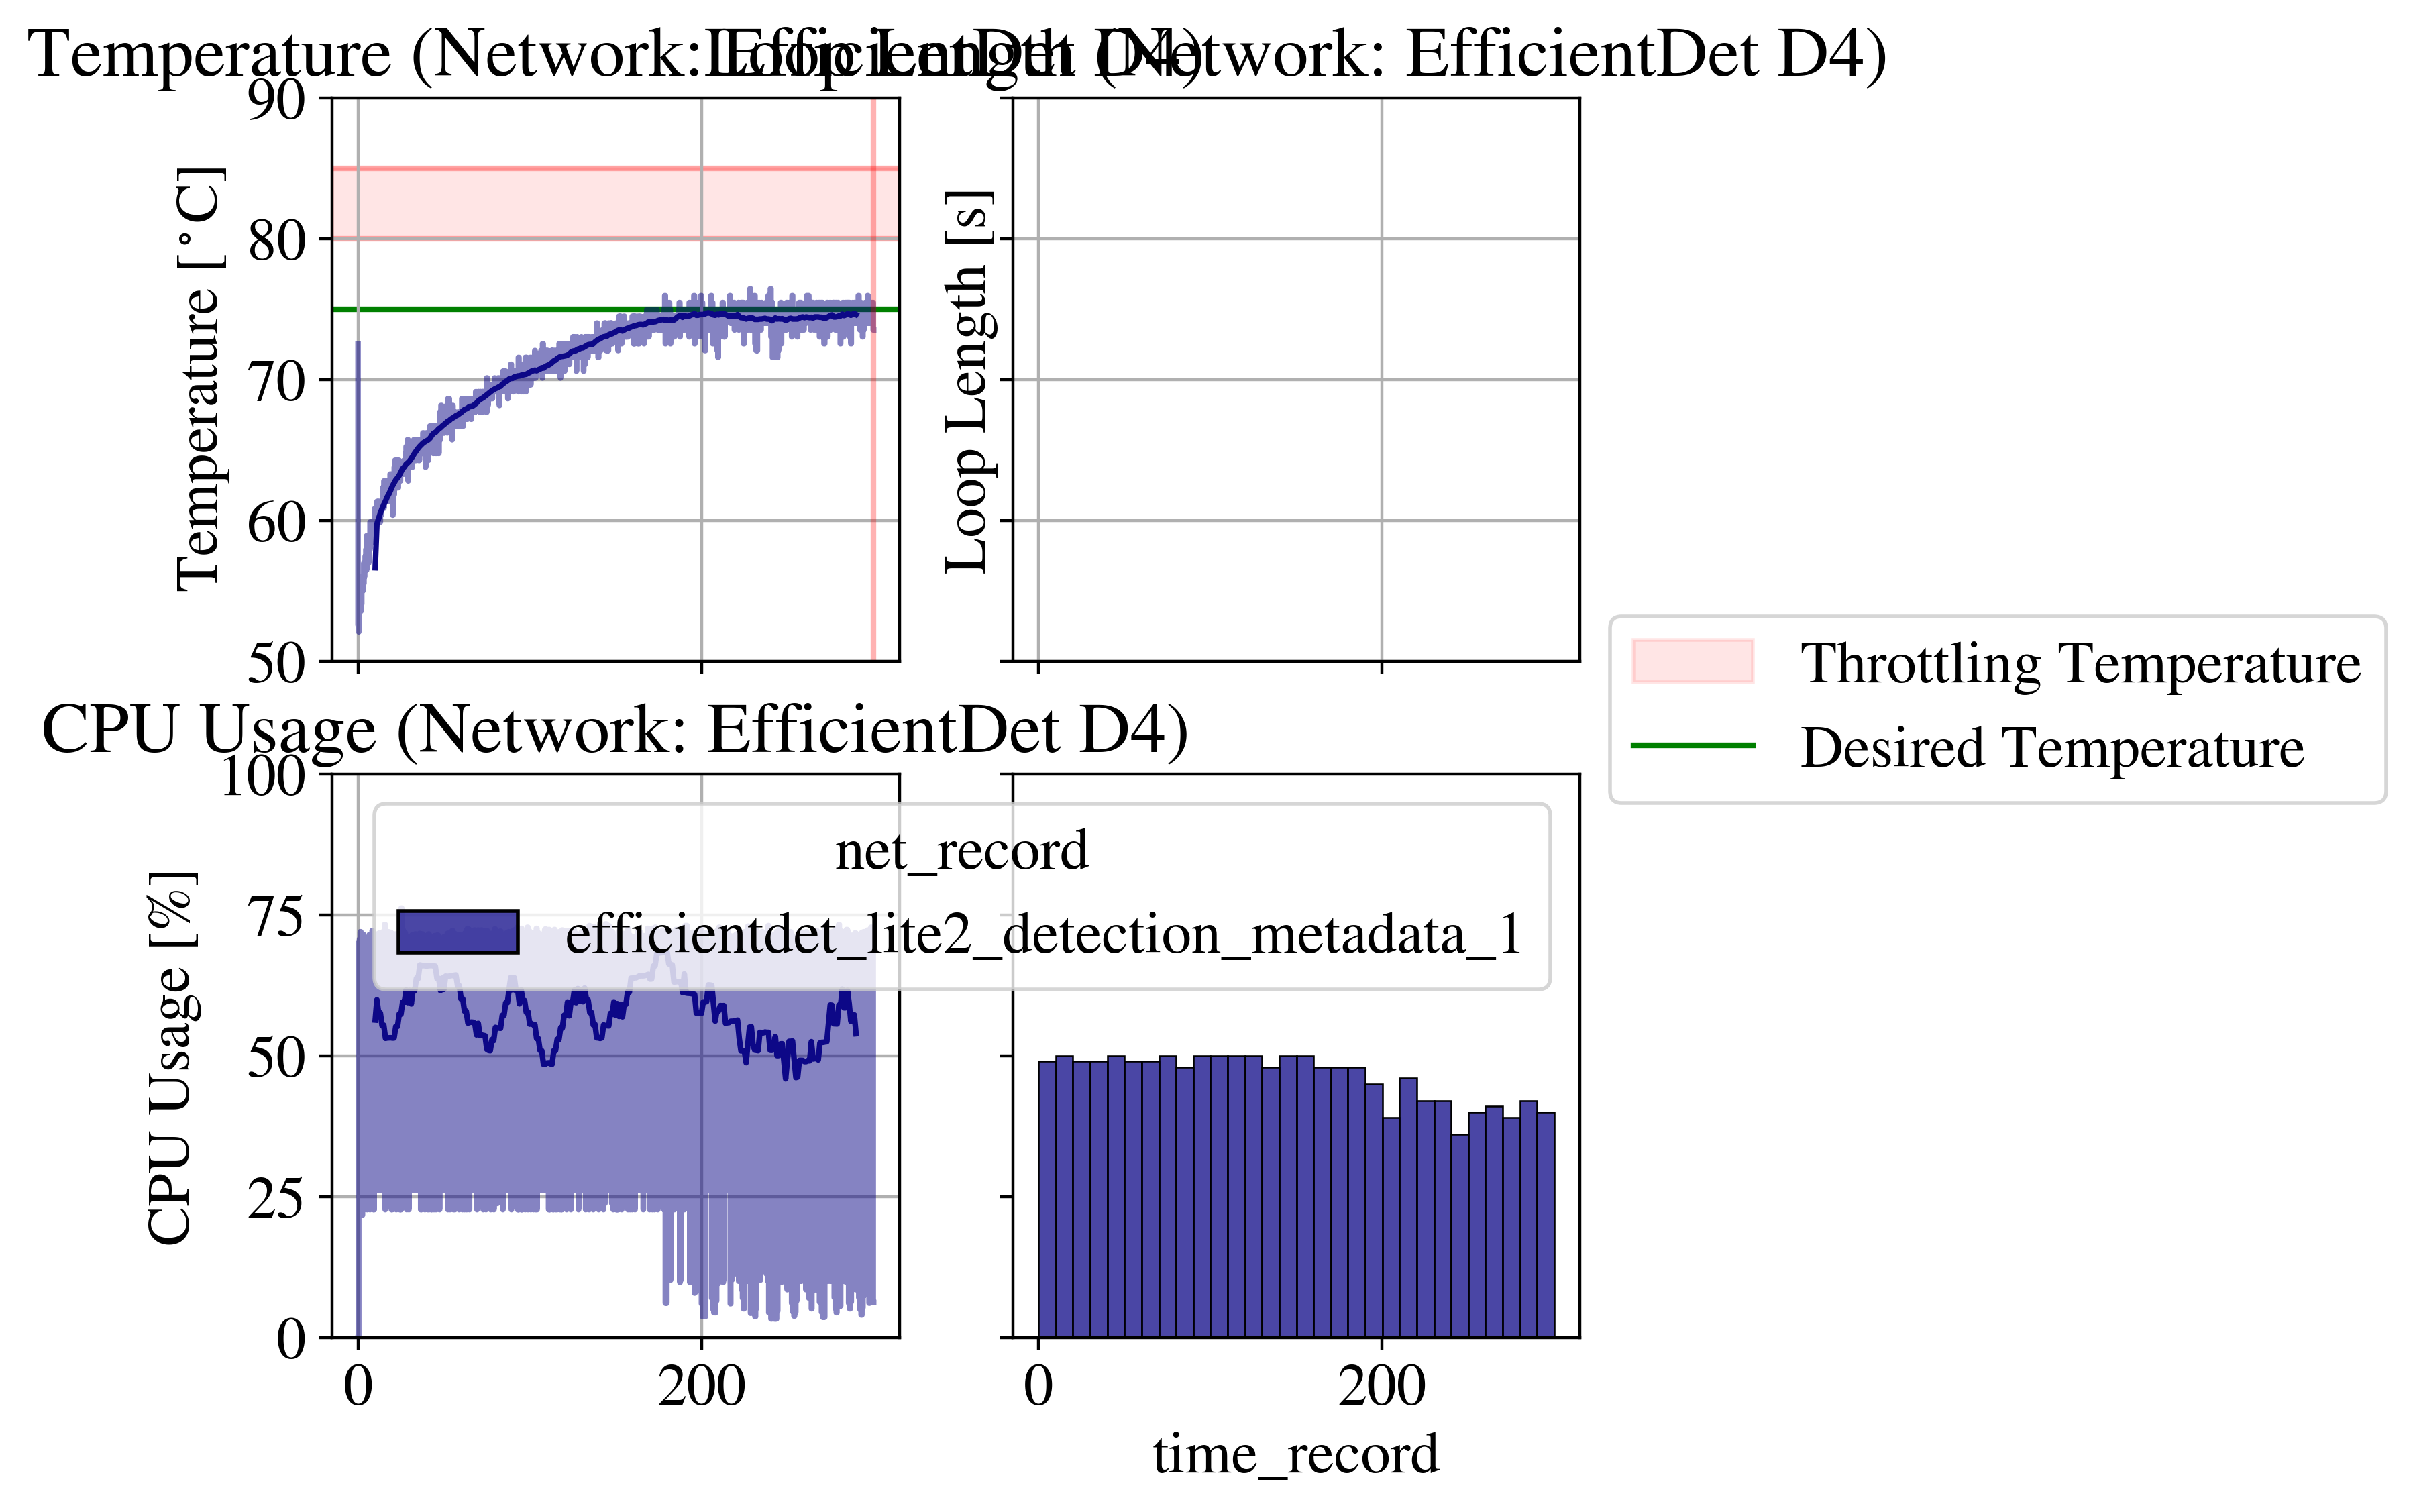 Temperature (Network: EfficientDet D4)
Loop Length (Network: EfficientDet D4)
90
80
70
60
50
Temperature [°C]
Loop Length [s]
Throttling Temperature
Desired Temperature
CPU Usage (Network: EfficientDet D4)
100
75
50
25
0
CPU Usage [%]
net_record
efficientdet_lite2_detection_metadata_1
0
200
0
200
time_record